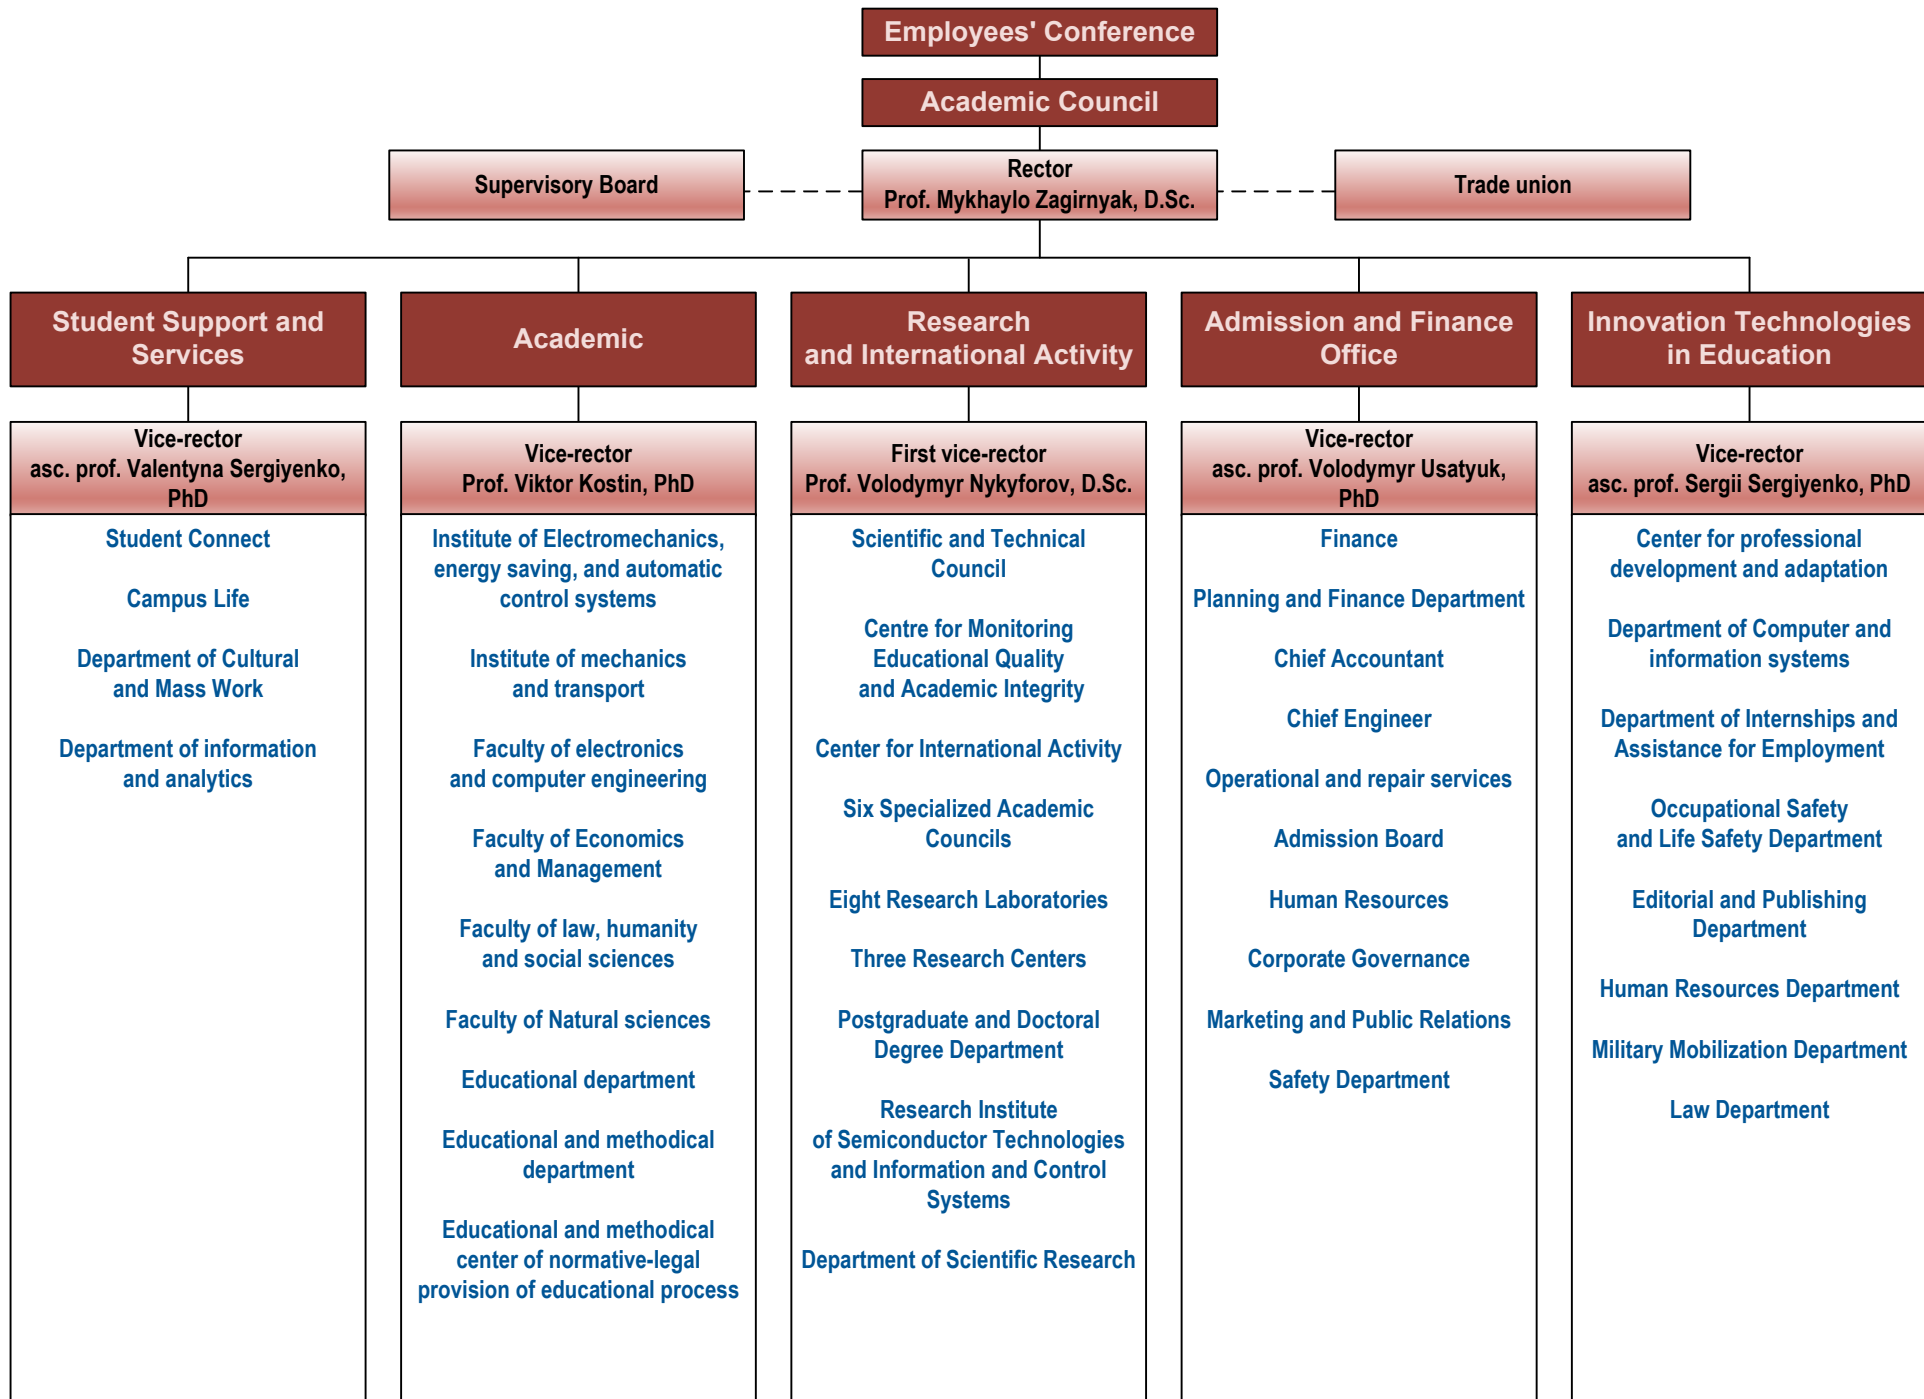 Employees' Conference
Academic Council
Supervisory Board
Rector
Prof. Mykhaylo Zagirnyak, D.Sc.
Trade union
Student Support and
Services
Academic
Research
and International Activity
Admission and Finance
Office
Innovation Technologies
in Education
Vice-rector
asc. prof. Valentyna Sergiyenko,
PhD
Vice-rector
Prof. Viktor Kostin, PhD
First vice-rector
Prof. Volodymyr Nykyforov, D.Sc.
Vice-rector
asc. prof. Volodymyr Usatyuk,
PhD
Vice-rector
asc. prof. Sergii Sergiyenko, PhD
Student Connect
Campus Life
Department of Cultural
and Mass Work
Department of information
and analytics
Institute of Electromechanics,
energy saving, and automatic
control systems
Institute of mechanics
and transport
Faculty of electronics
and computer engineering
Faculty of Economics
and Management
Faculty of law, humanity
and social sciences
Faculty of Natural sciences
Educational department
Educational and methodical
department
Educational and methodical
center of normative-legal
provision of educational process
Scientific and Technical
Council
Centre for Monitoring
Educational Quality
and Academic Integrity
Center for International Activity
Six Specialized Academic
Councils
Eight Research Laboratories
Three Research Centers
Postgraduate and Doctoral
Degree Department
Research Institute
of Semiconductor Technologies
and Information and Control
Systems
Department of Scientific Research
Finance
Planning and Finance Department
Chief Accountant
Chief Engineer
Operational and repair services
Admission Board
Human Resources
Corporate Governance
Marketing and Public Relations
Safety Department
Center for professional
development and adaptation
Department of Computer and
information systems
Department of Internships and
Assistance for Employment
Occupational Safety
and Life Safety Department
Editorial and Publishing
Department
Human Resources Department
Military Mobilization Department
Law Department